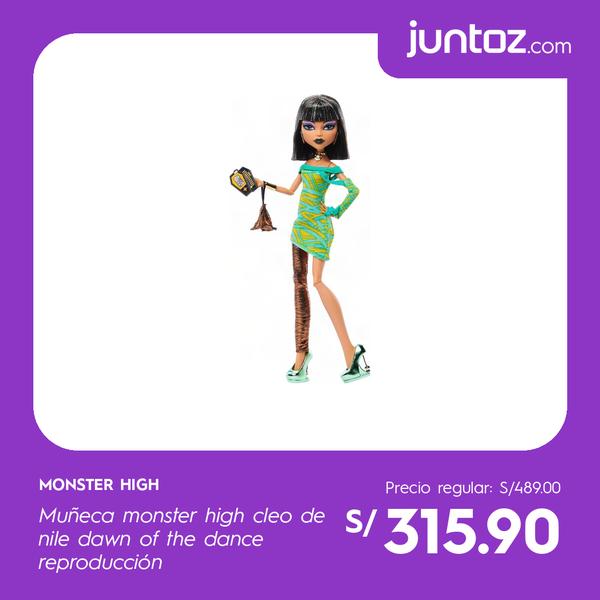 juntoz.com
MONSTER HIGH
Muñeca monster high cleo de
nile dawn of the dance
reproducción
Precio regular: S/489.00
S/315.90